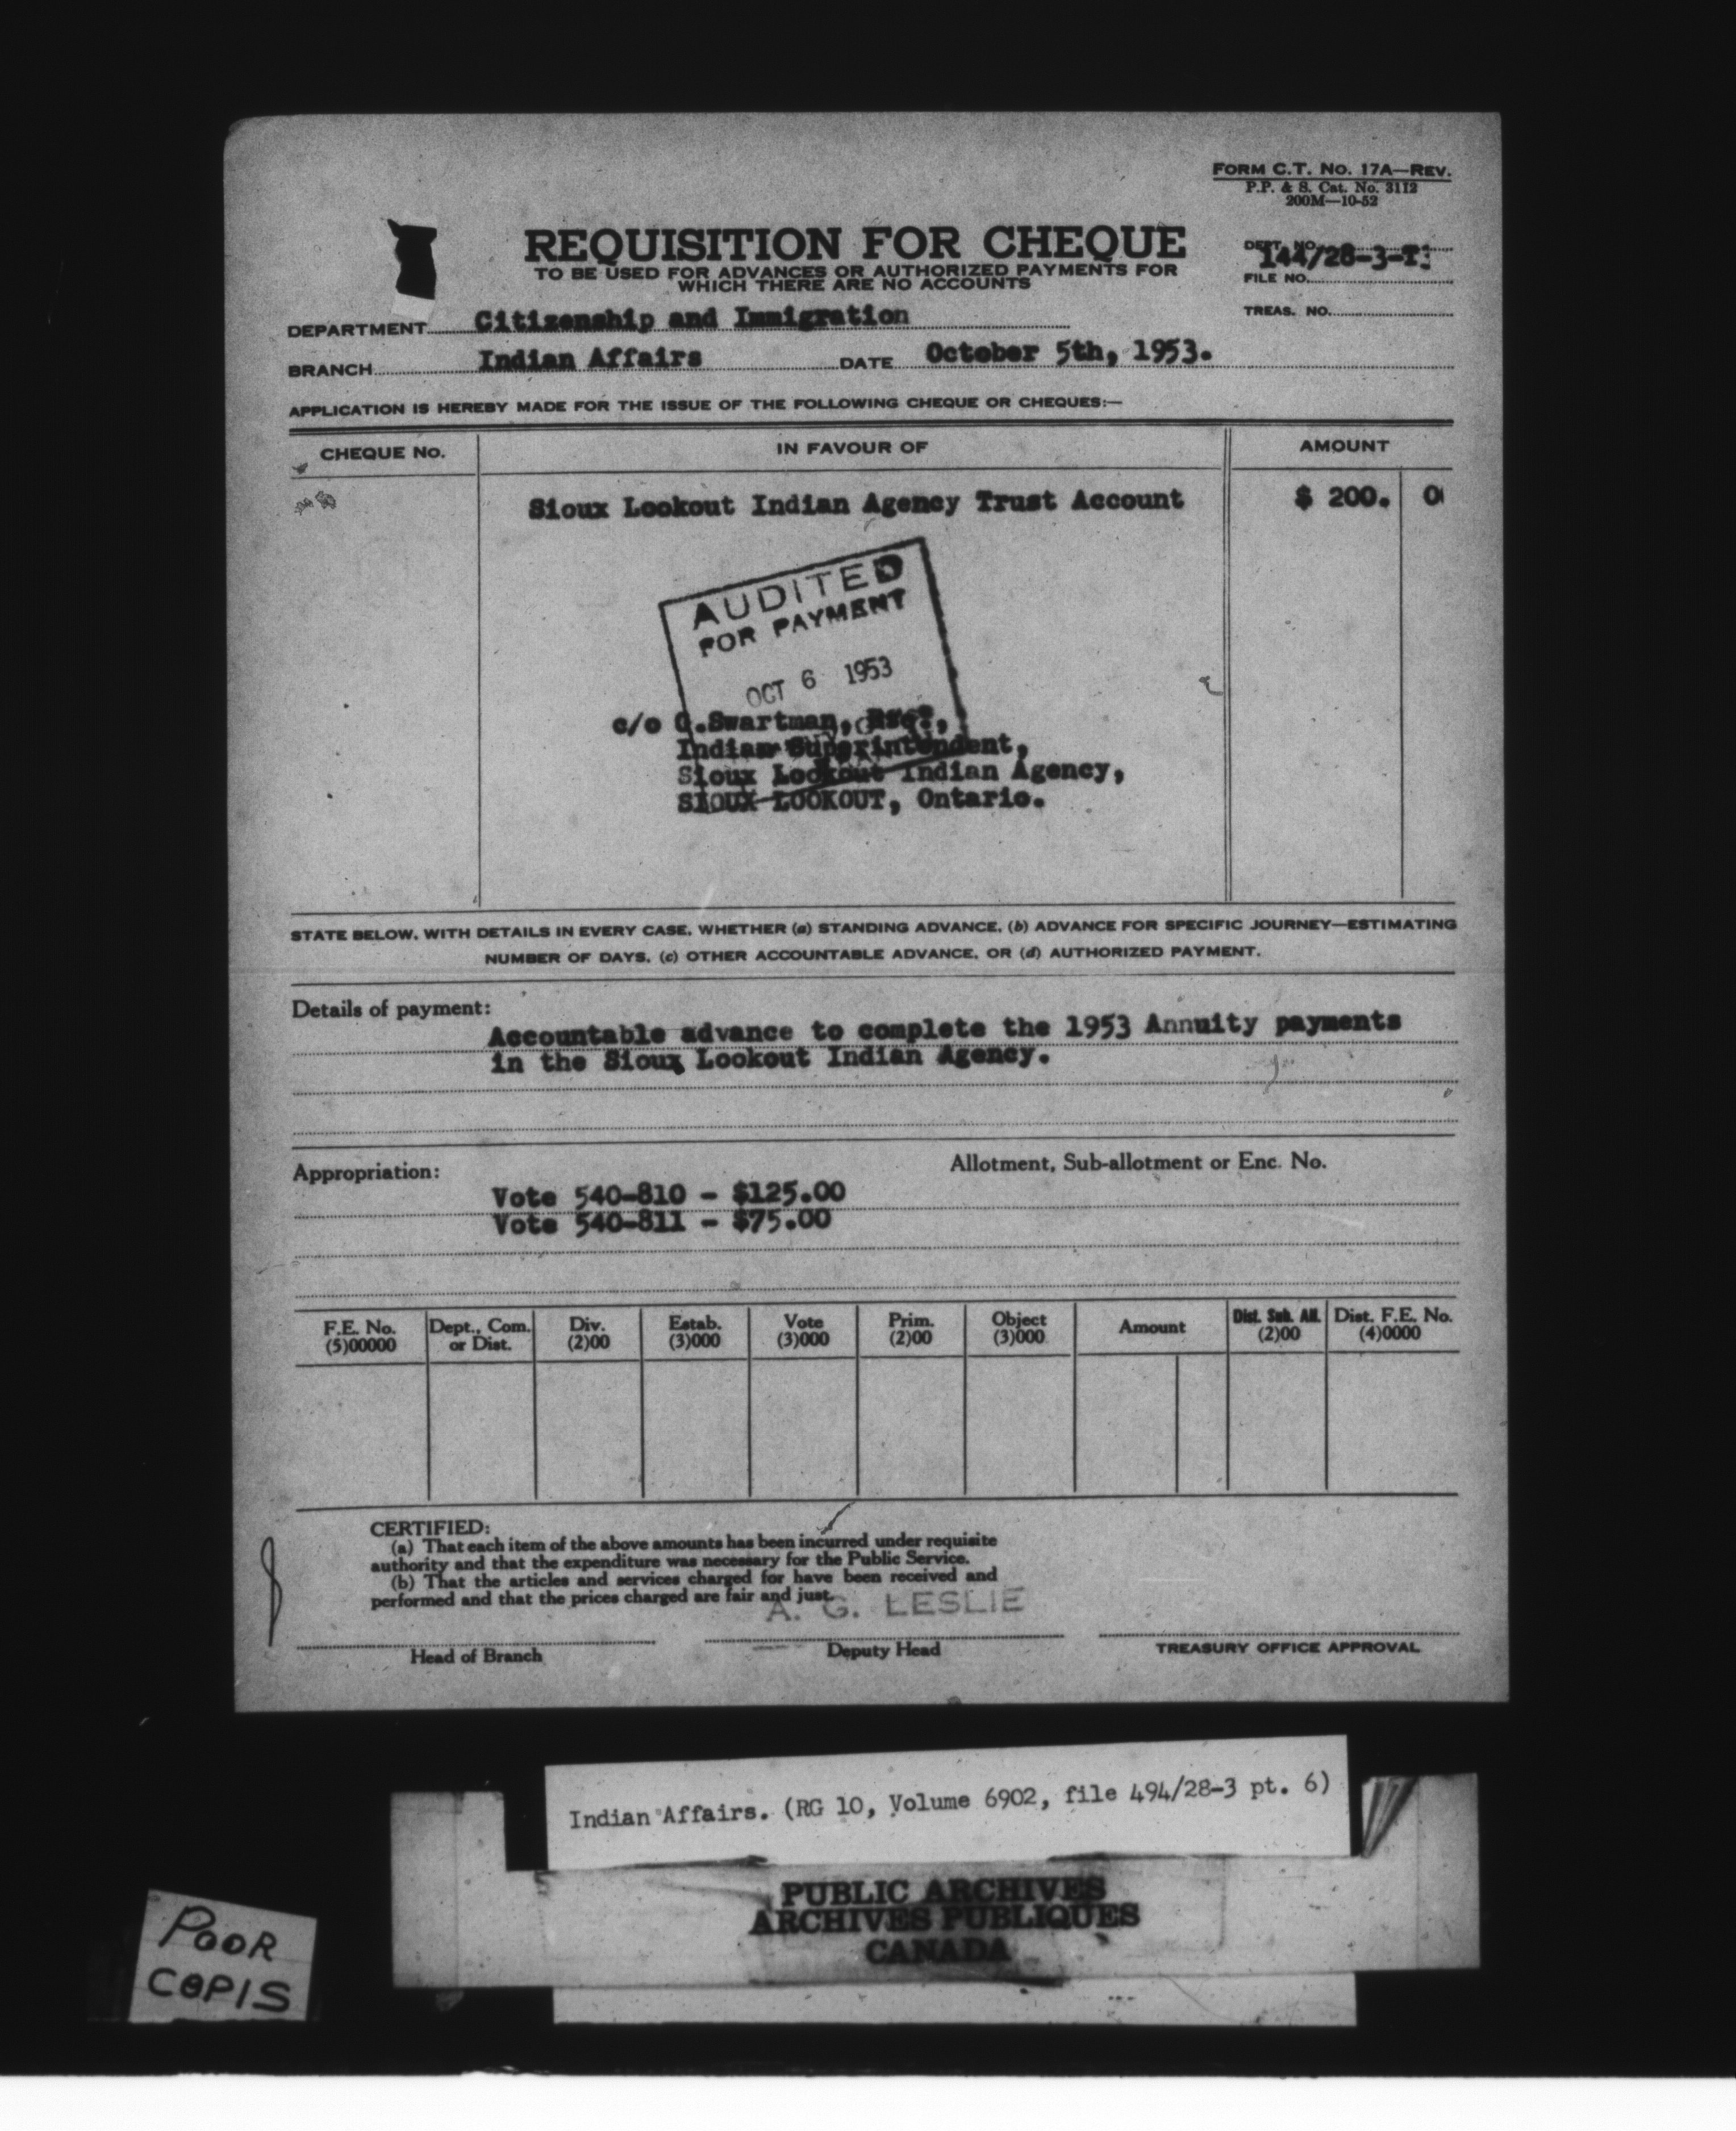 FORM C.T. No. 17A—REV.
P.P. & S. Cat. No. 3112
200M—10-52
REQUISITION FOR CHEQUE
TO BE USED FOR ADVANCES OR AUTHORIZED PAYMENTS FOR
WHICH THERE ARE NO ACCOUNTS
DEPT. NO.
144/28-3-
FILE NO.
TREAS. NO.
DEPARTMENT Citizenship and Immigration
BRANCH Indian Affairs DATE October 5th, 1953.
APPLICATION IS HEREBY MADE FOR THE ISSUE OF THE FOLLOWING CHEQUE OR CHEQUES:—
CHEQUE No. IN FAVOUR OF AMOUNT
Sioux Lookout Indian Agency Trust Account $ 200. 0
AUDITED
FOR PAYMENT
OCT 6 1953
c/o G.Swartman, Esq.,
Indian Superintendent,
Sioux Lookout Indian Agency,
SIOUX LOOKOUT, Ontario.
STATE BELOW, WITH DETAILS IN EVERY CASE, WHETHER (a) STANDING ADVANCE, (b) ADVANCE FOR SPECIFIC JOURNEY—ESTIMATING
NUMBER OF DAYS, (c) OTHER ACCOUNTABLE ADVANCE, OR (d) AUTHORIZED PAYMENT.
Details of payment:
Accountable advance to complete the 1953 Annuity payments
in the Sioux Lookout Indian Agency.
Appropriation: Allotment, Sub-allotment or Enc. No.
Vote 540-810 - $125.00
Vote 540-811 - $75.00
F.E. No. Dept., Com. Div. Estab. Vote Prim. Object Amount Dist. Sub. All. Dist. F.E. No.
(5)00000 or Dist. (2)00 (3)000 (3)000 (2)00 (3)000 (2)00 (4)0000
CERTIFIED:
(a) That each item of the above amounts has been incurred under requisite
authority and that the expenditure was necessary for the Public Service.
(b) That the articles and services charged for have been received and
performed and that the prices charged are fair and just.
A. G. LESLIE
Head of Branch Deputy Head TREASURY OFFICE APPROVAL
Indian Affairs. (RG 10, Volume 6902, file 494/28-3 pt. 6)
PUBLIC ARCHIVES
ARCHIVES PUBLIQUES
CANADA
POOR
COPIS